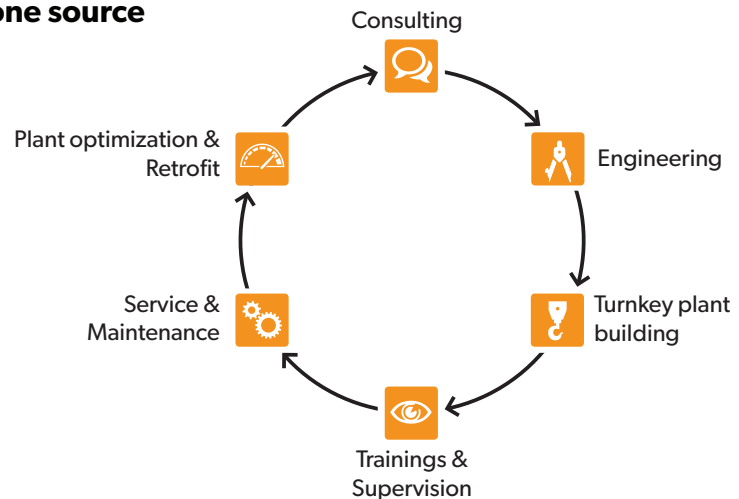 one source
Consulting
Engineering
Turnkey plant
building
Trainings &
Supervision
Service &
Maintenance
Plant optimization &
Retrofit